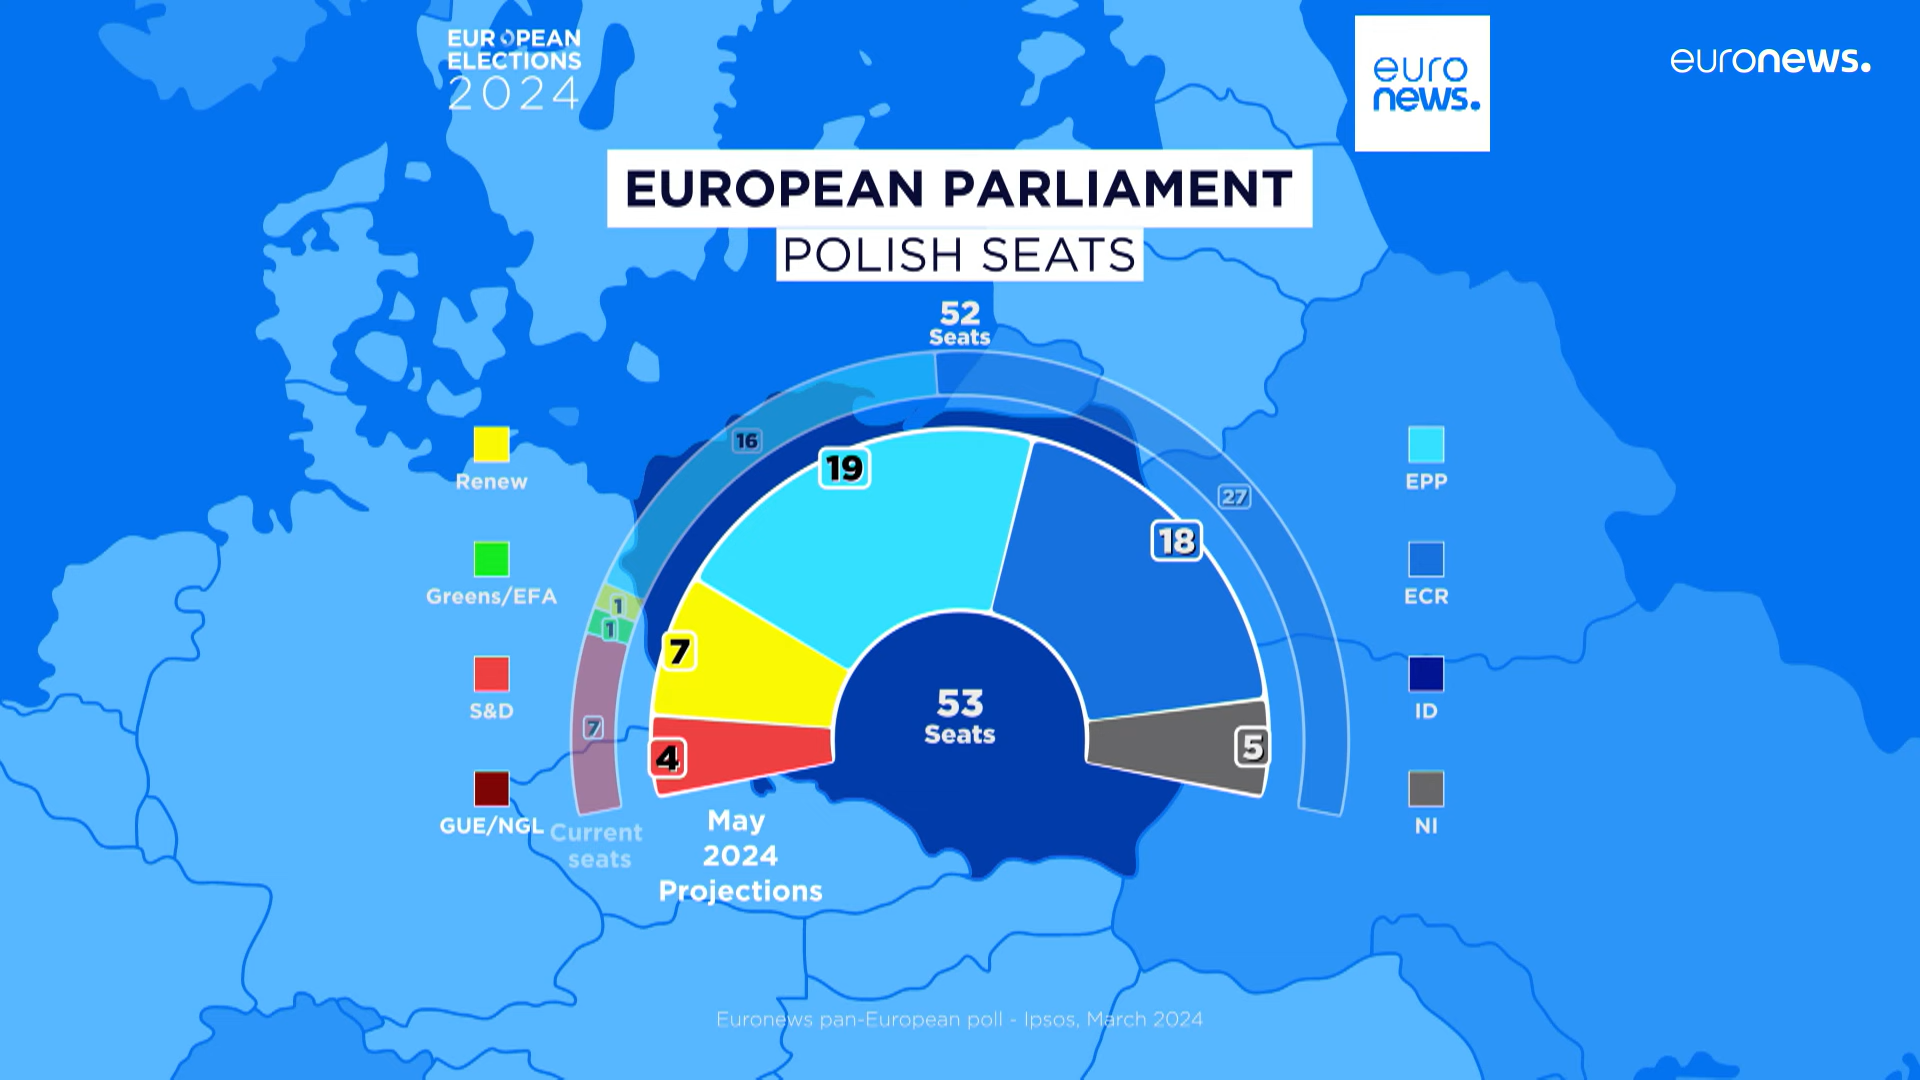 EUROPEAN
ELECTIONS
2024
euro
news.
euronews.
EUROPEAN PARLIAMENT
POLISH SEATS
52
Seats
16
19
27
18
1
1
7
7
4
5
53
Seats
Renew
Greens/EFA
S&D
GUE/NGL
EPP
ECR
ID
NI
Current
seats
May
2024
Projections
Euronews pan-European poll - Ipsos, March 2024